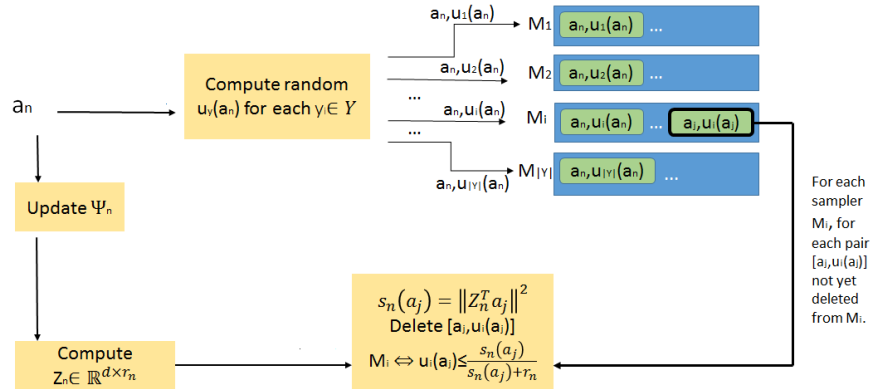 aₙ
Compute random
uᵧ(aₙ) for each yᵢ∈ Y
aₙ,u₁(aₙ)
aₙ,u₂(aₙ)
...
aₙ,uᵢ(aₙ)
...
aₙ,u|Y|(aₙ)
M₁
aₙ,u₁(aₙ) ...
M₂
aₙ,u₂(aₙ) ...
Mᵢ
aₙ,uᵢ(aₙ) ... aⱼ,uᵢ(aⱼ)
M|Y|
aₙ,u|Y|(aₙ) ...
For each
sampler
Mᵢ, for
each pair
[aⱼ,uᵢ(aⱼ)]
not yet
deleted
from Mᵢ.
Update Ψₙ
Compute
Zₙ∈ ℝ^{d×rₙ}
sₙ(aⱼ) = ‖Zₙᵀaⱼ‖²
Delete [aⱼ,uᵢ(aⱼ)]
Mᵢ ⇔ uᵢ(aⱼ)≤ sₙ(aⱼ)/(sₙ(aⱼ)+rₙ)